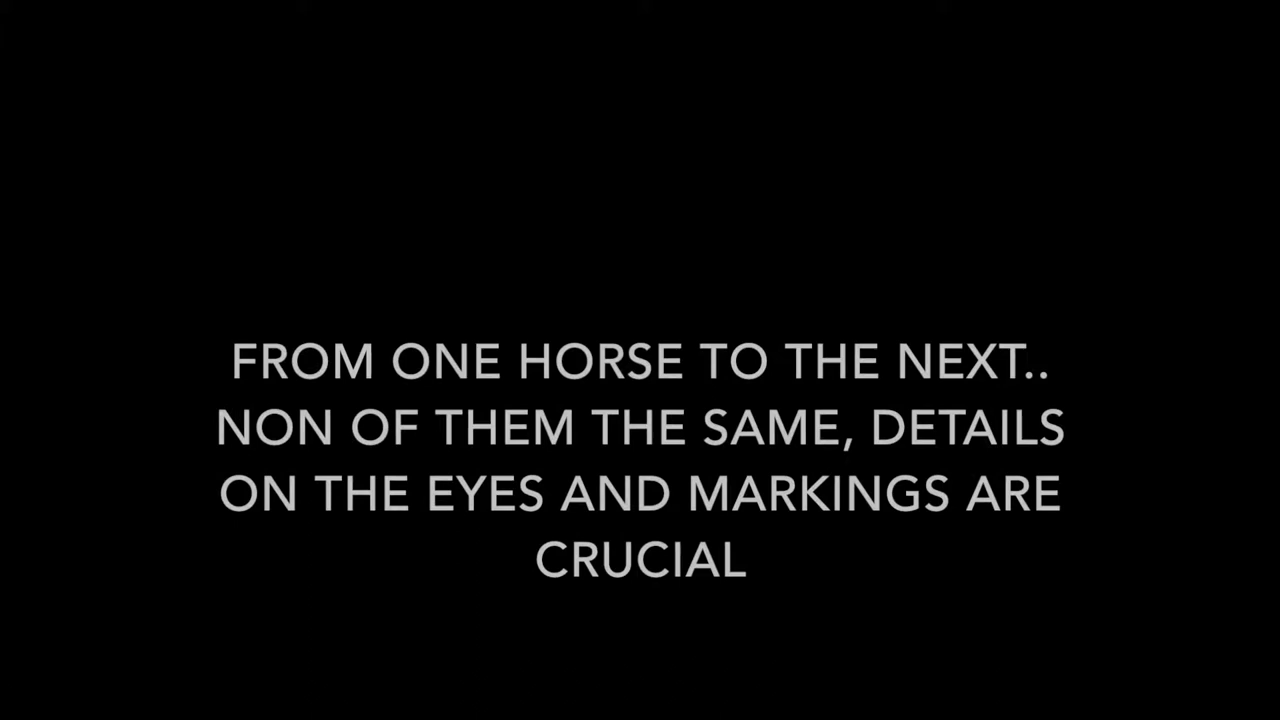 FROM ONE HORSE TO THE NEXT..
NON OF THEM THE SAME, DETAILS
ON THE EYES AND MARKINGS ARE
CRUCIAL